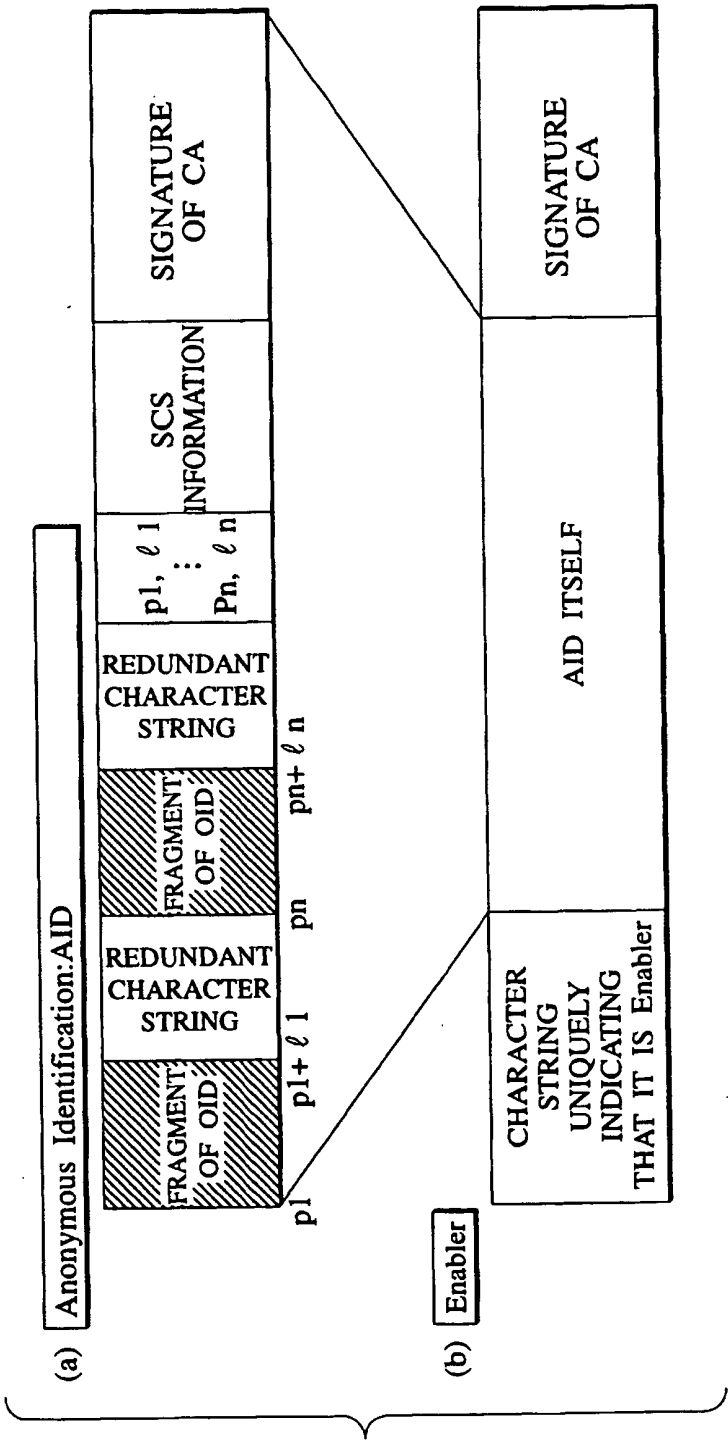 (a) Anonymous Identification:AID
FRAGMENT
OF OID
REDUNDANT
CHARACTER
STRING
FRAGMENT
OF OID
REDUNDANT
CHARACTER
STRING
p1, ℓ 1
⋮
Pn, ℓ n
SCS
INFORMATION
SIGNATURE
OF CA
p1
p1+ ℓ 1
pn
pn+ ℓ n
(b) Enabler
CHARACTER
STRING
UNIQUELY
INDICATING
THAT IT IS Enabler
AID ITSELF
SIGNATURE
OF CA